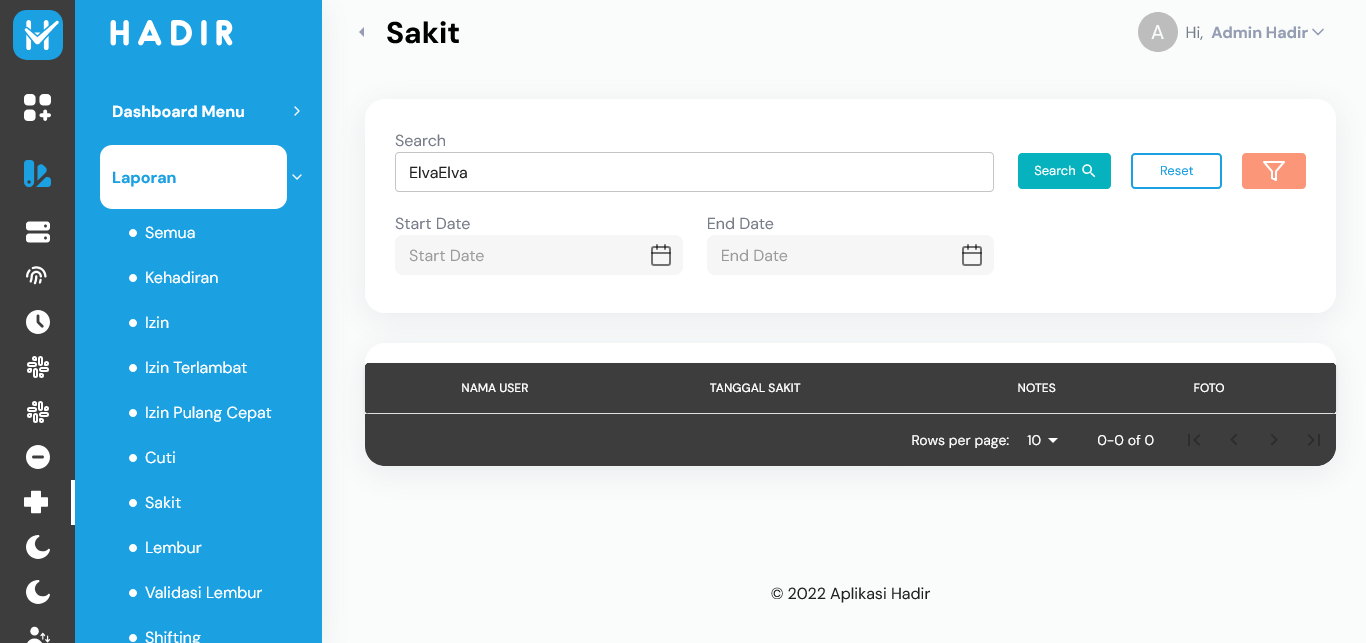 HADIR
Dashboard Menu
Laporan
Semua
Kehadiran
Izin
Izin Terlambat
Izin Pulang Cepat
Cuti
Sakit
Lembur
Validasi Lembur
Shifting
Sakit
A Hi, Admin Hadir
Search
ElvaElva
Search
Reset
Start Date
End Date
Start Date
End Date
NAMA USER TANGGAL SAKIT NOTES FOTO
Rows per page: 10 0-0 of 0
© 2022 Aplikasi Hadir